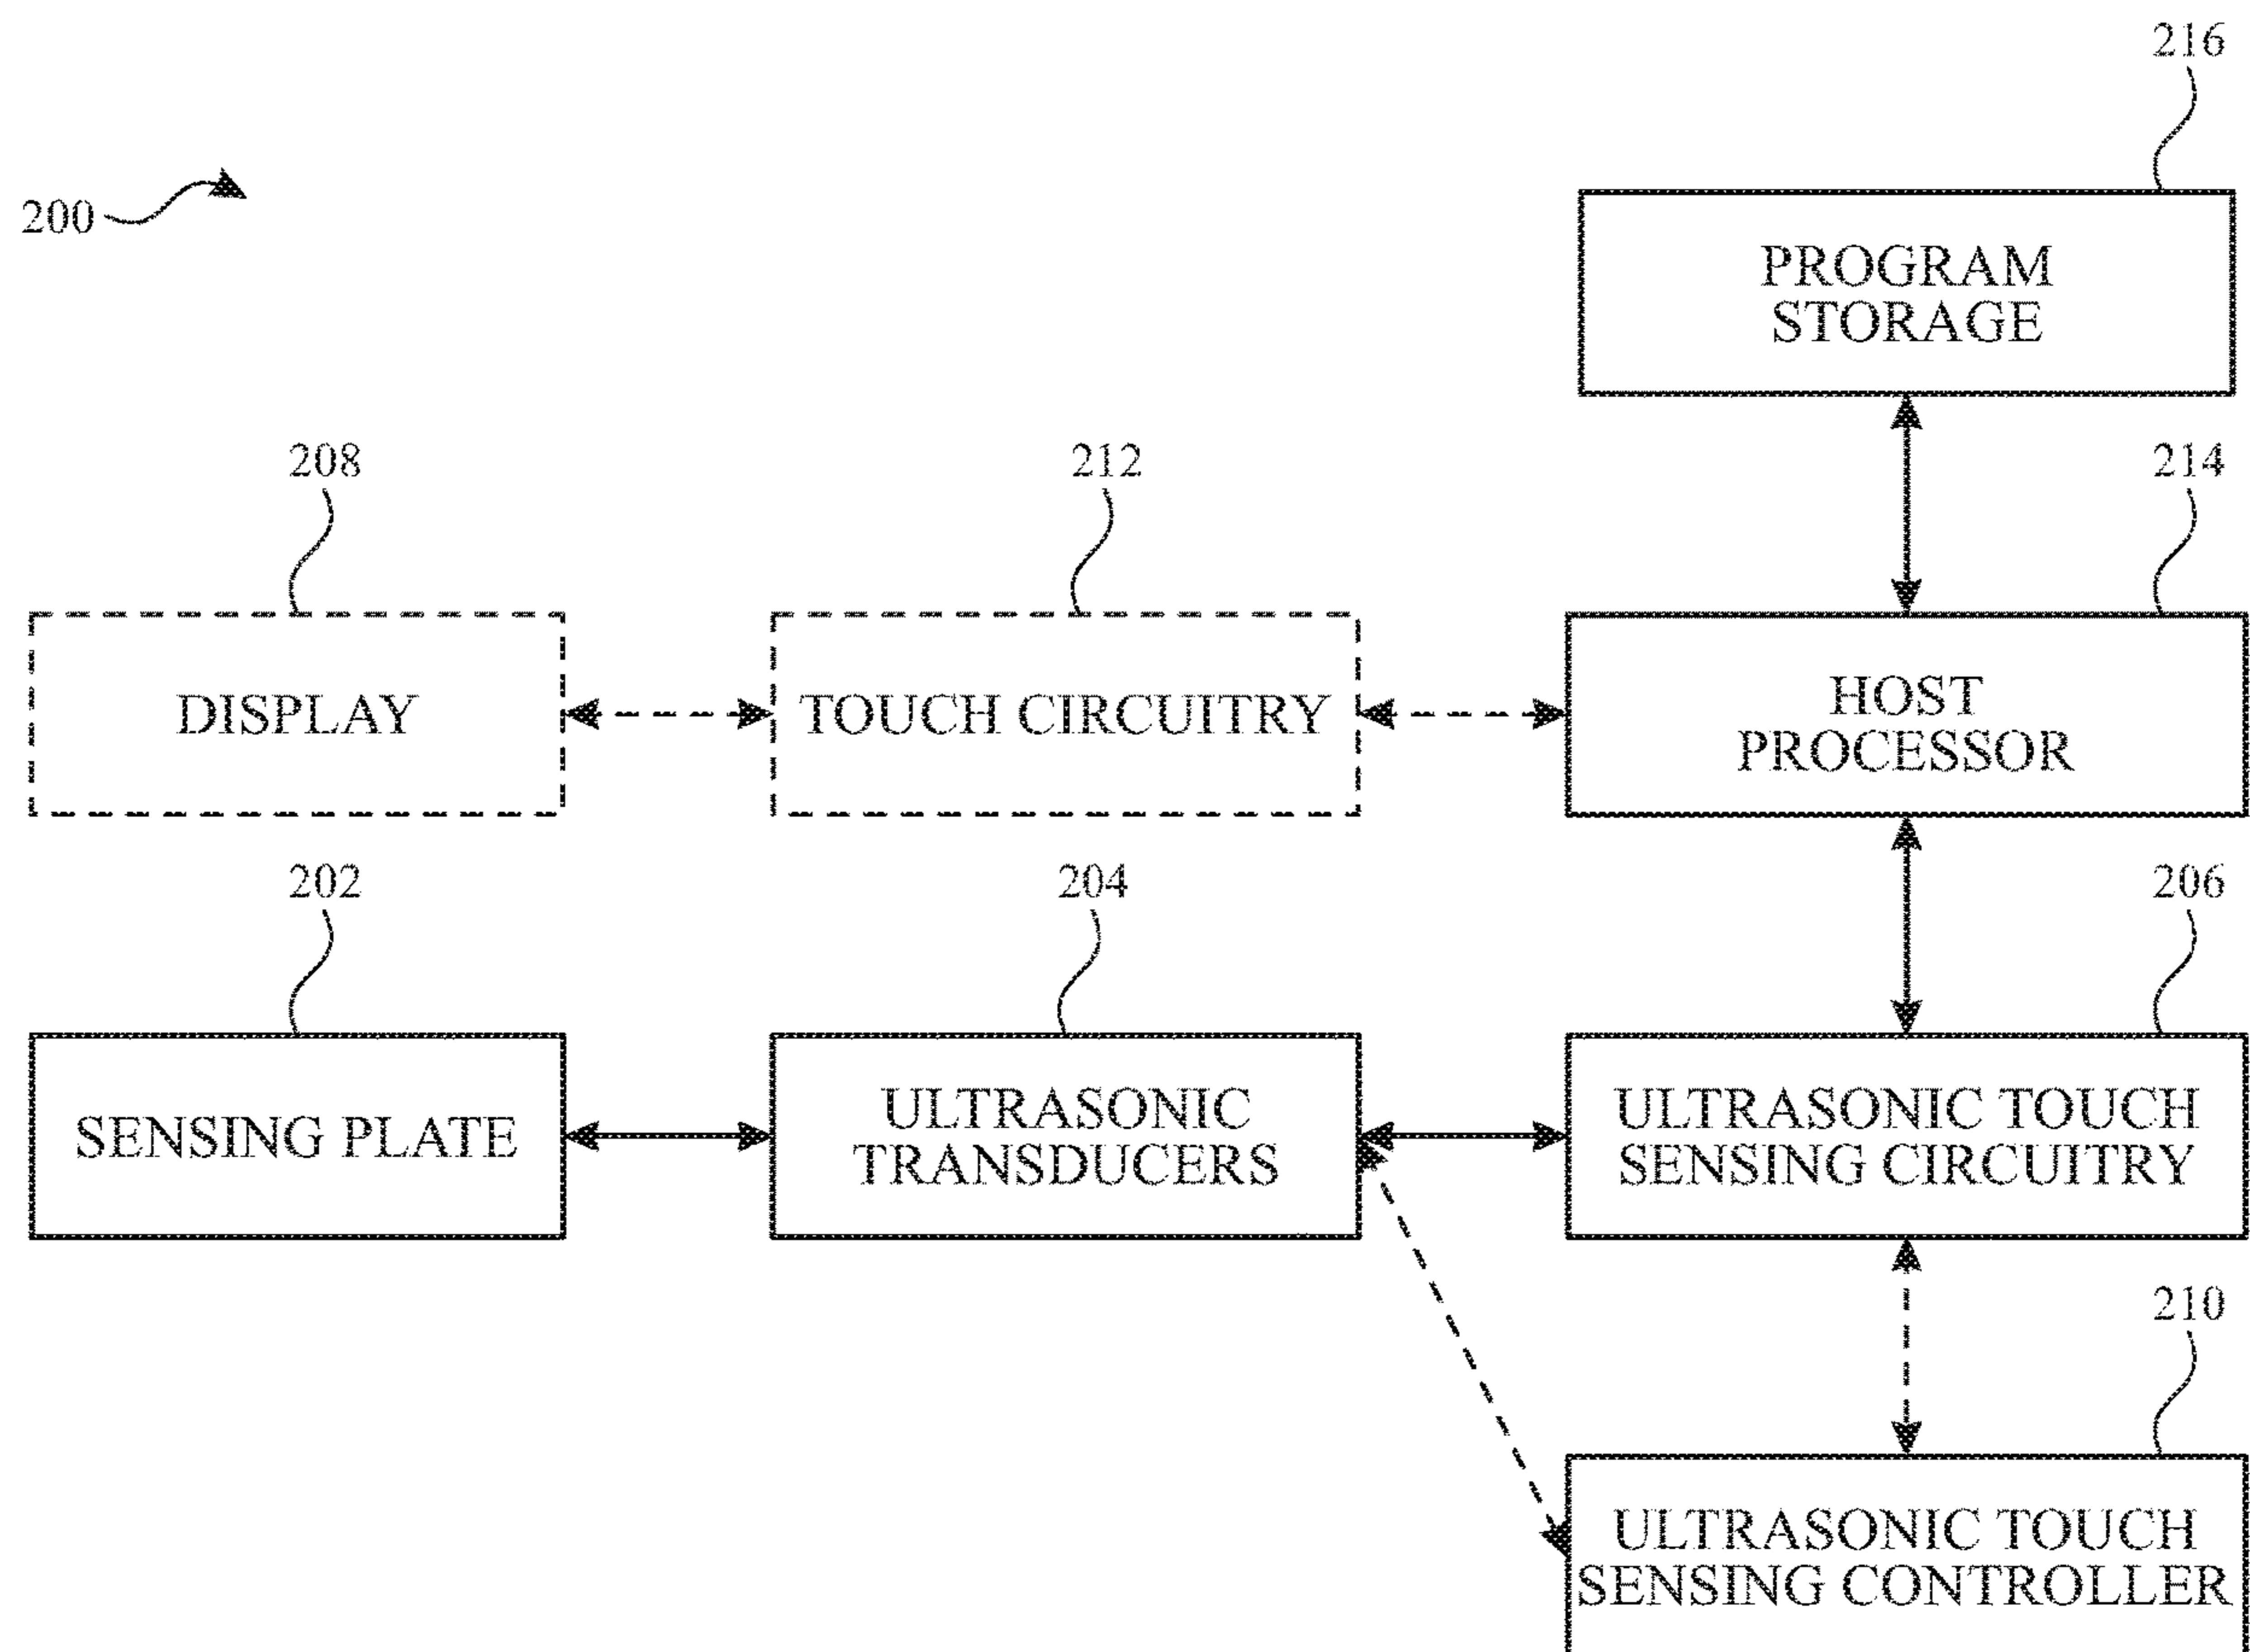 216
200
PROGRAM
STORAGE
208
212
214
DISPLAY
TOUCH CIRCUITRY
HOST
PROCESSOR
202
204
206
SENSING PLATE
ULTRASONIC
TRANSDUCERS
ULTRASONIC TOUCH
SENSING CIRCUITRY
210
ULTRASONIC TOUCH
SENSING CONTROLLER